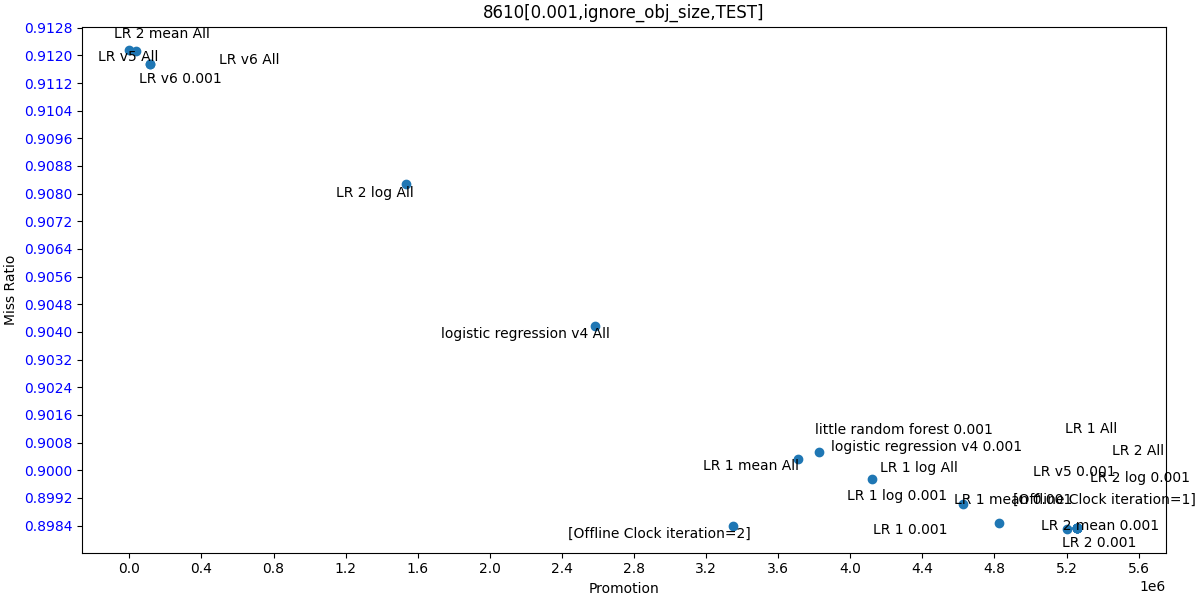 8610[0.001,ignore_obj_size,TEST]
0.9128
0.9120
0.9112
0.9104
0.9096
0.9088
0.9080
0.9072
0.9064
0.9056
0.9048
0.9040
0.9032
0.9024
0.9016
0.9008
0.9000
0.8992
0.8984
Miss Ratio
LR 2 mean All
LR v5 All
LR v6 All
LR v6 0.001
LR 2 log All
logistic regression v4 All
little random forest 0.001
LR 1 All
logistic regression v4 0.001
LR 2 All
LR 1 mean All
LR 1 log All
LR v5 0.001
LR 2 log 0.001
LR 1 log 0.001
LR 1 mean 0.001
[Offline Clock iteration=1]
LR 1 0.001
LR 2 mean 0.001
[Offline Clock iteration=2]
LR 2 0.001
0.0 0.4 0.8 1.2 1.6 2.0 2.4 2.8 3.2 3.6 4.0 4.4 4.8 5.2 5.6
1e6
Promotion